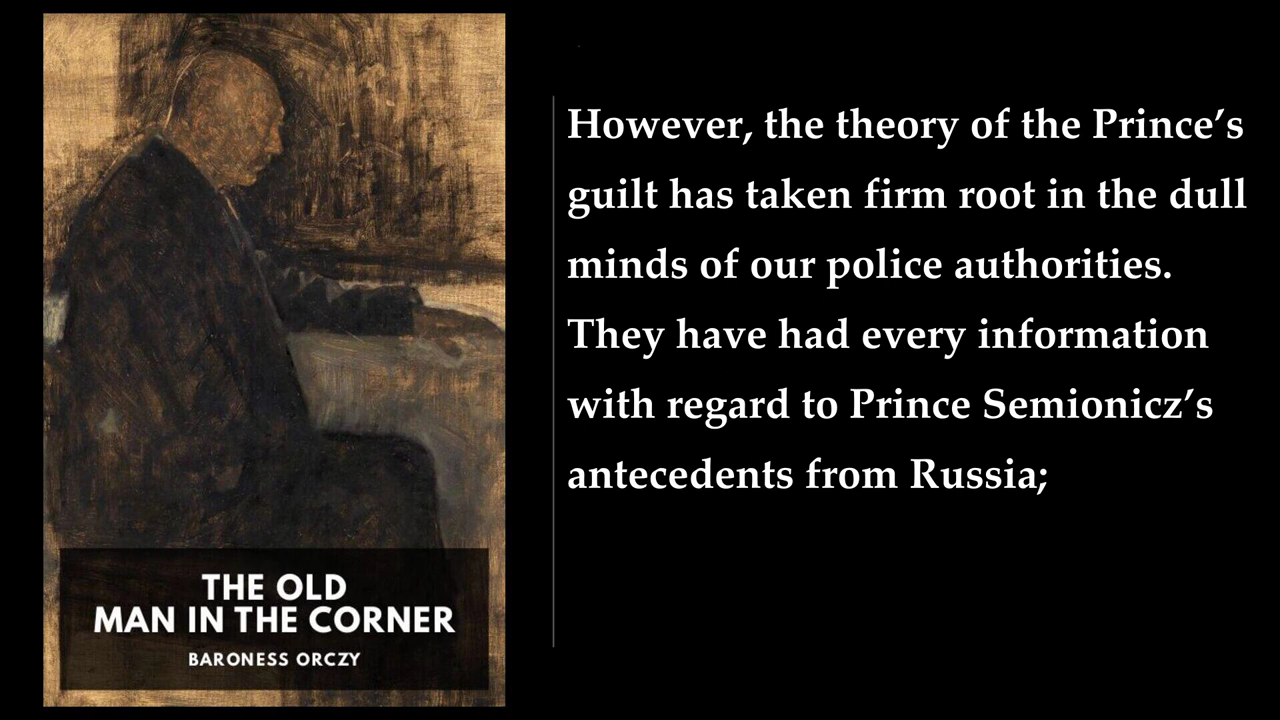 THE OLD
MAN IN THE CORNER
BARONESS ORCZY
However, the theory of the Prince’s
guilt has taken firm root in the dull
minds of our police authorities.
They have had every information
with regard to Prince Semionicz’s
antecedents from Russia;